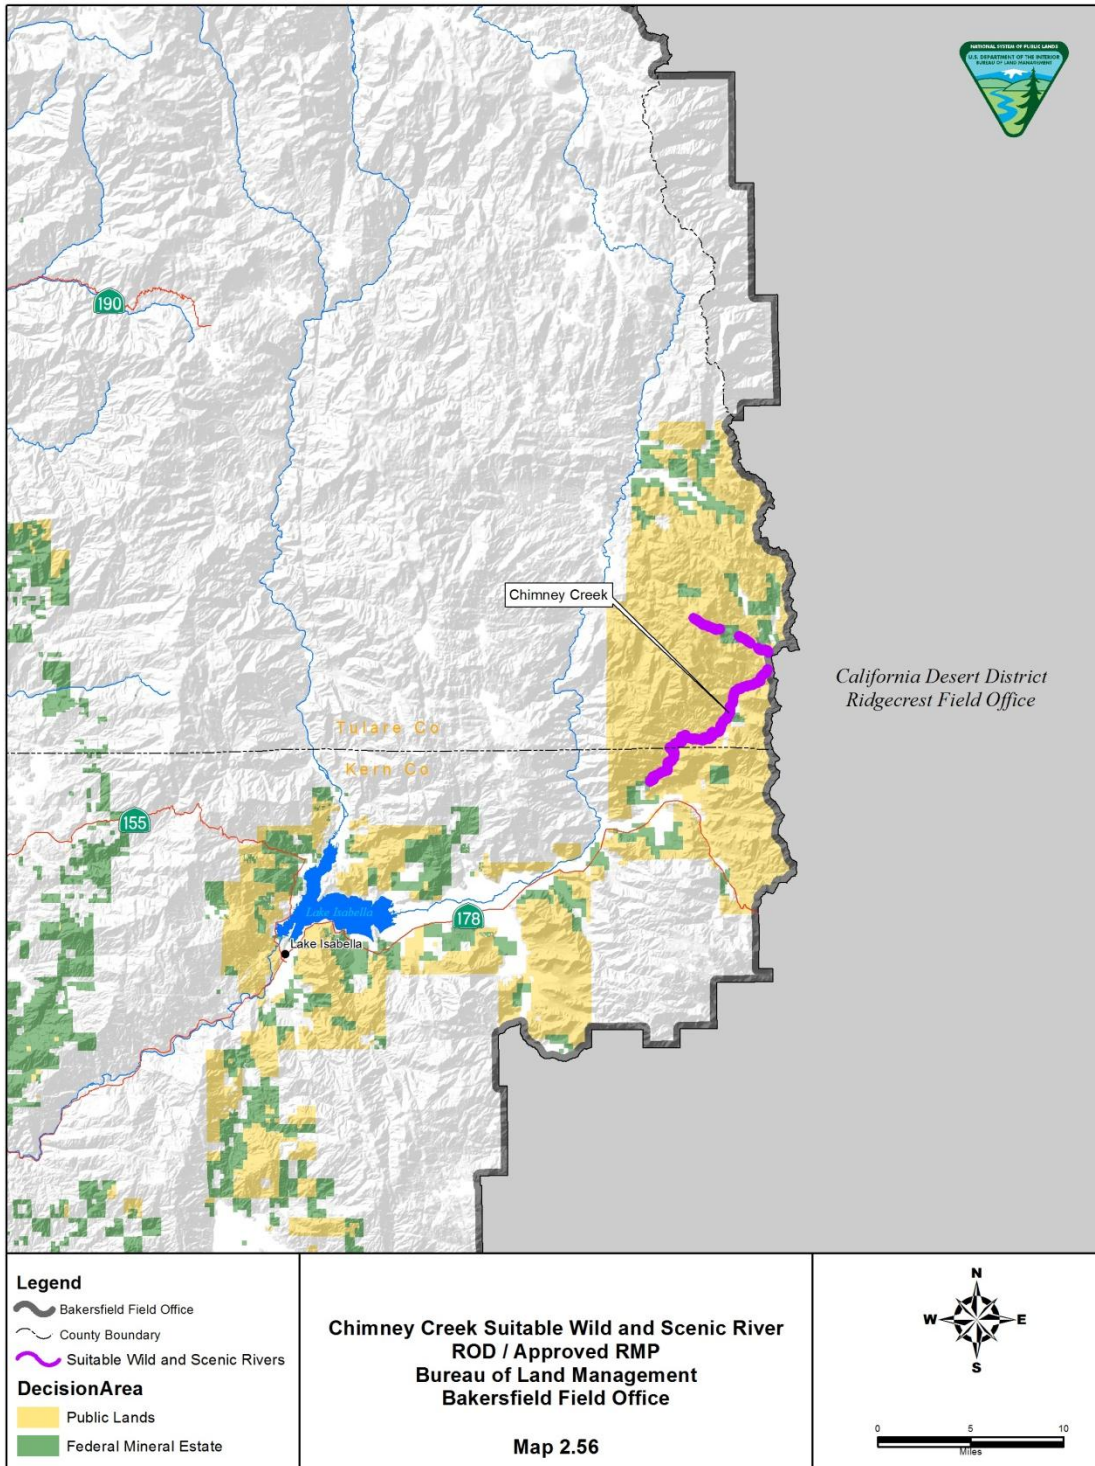 NATIONAL SYSTEM OF PUBLIC LANDS
U.S. DEPARTMENT OF THE INTERIOR
BUREAU OF LAND MANAGEMENT
190
Chimney Creek
California Desert District
Ridgecrest Field Office
Tulare Co
Kern Co
155
Lake Isabella
178
Lake Isabella
Legend
Bakersfield Field Office
County Boundary
Suitable Wild and Scenic Rivers
DecisionArea
Public Lands
Federal Mineral Estate
Chimney Creek Suitable Wild and Scenic River
ROD / Approved RMP
Bureau of Land Management
Bakersfield Field Office
Map 2.56
N
W E
S
0 5 10
Miles